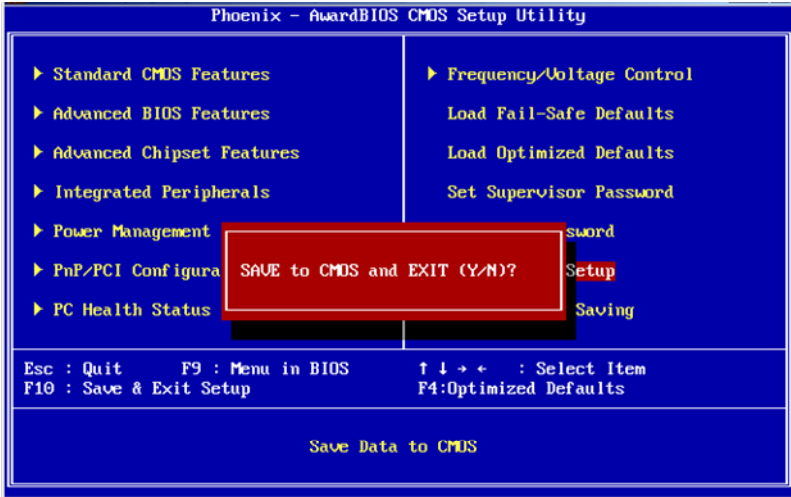 Phoenix - AwardBIOS CMOS Setup Utility
Standard CMOS Features
Advanced BIOS Features
Advanced Chipset Features
Integrated Peripherals
Power Management
PnP/PCI Configura
PC Health Status
Frequency/Voltage Control
Load Fail-Safe Defaults
Load Optimized Defaults
Set Supervisor Password
sword
Setup
Saving
SAVE to CMOS and EXIT (Y/N)?
Esc : Quit F9 : Menu in BIOS ↑ ↓ → ← : Select Item
F10 : Save & Exit Setup F4:Optimized Defaults
Save Data to CMOS